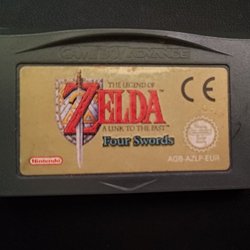 GAME BOY ADVANCE
THE LEGEND OF
ZELDA
A LINK TO THE PAST
Four Swords
CE
Nintendo
AGB-AZLP-EUR